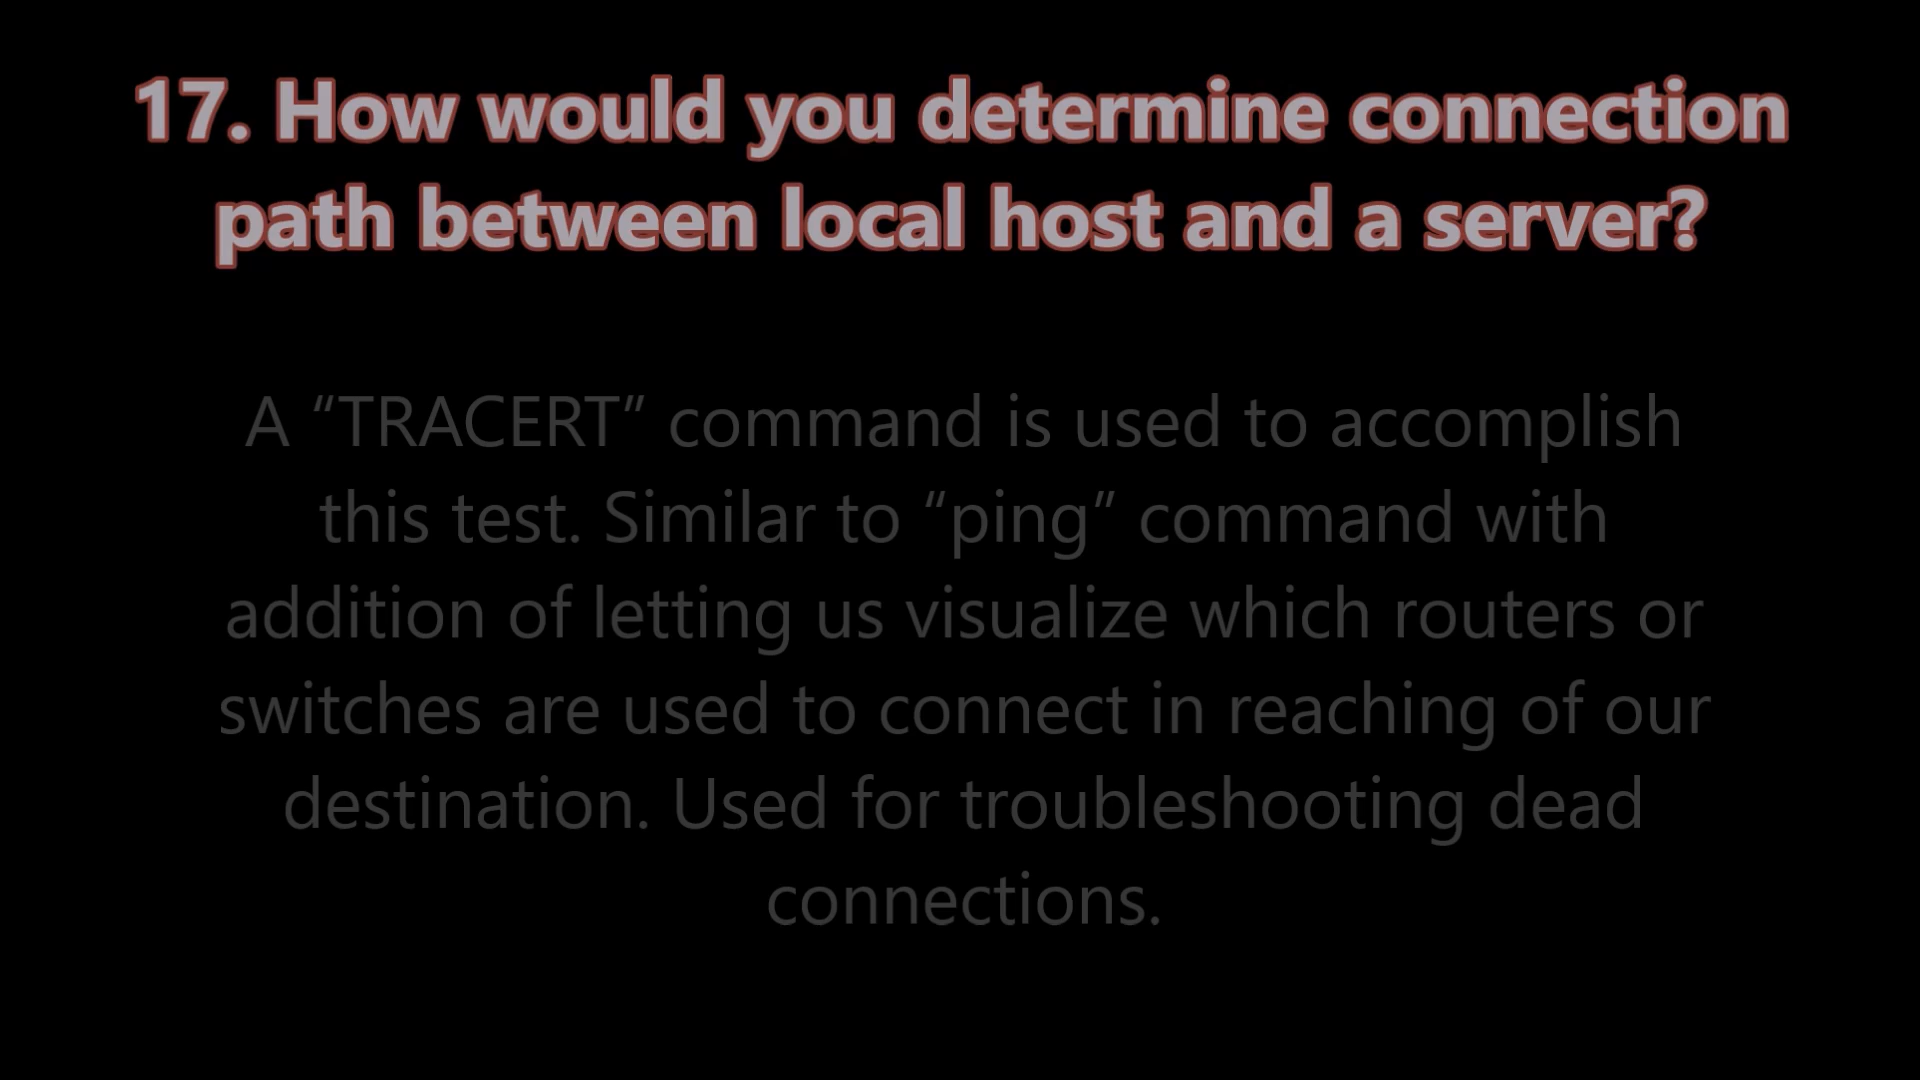 17. How would you determine connection
path between local host and a server?
A “TRACERT” command is used to accomplish
this test. Similar to “ping” command with
addition of letting us visualize which routers or
switches are used to connect in reaching of our
destination. Used for troubleshooting dead
connections.